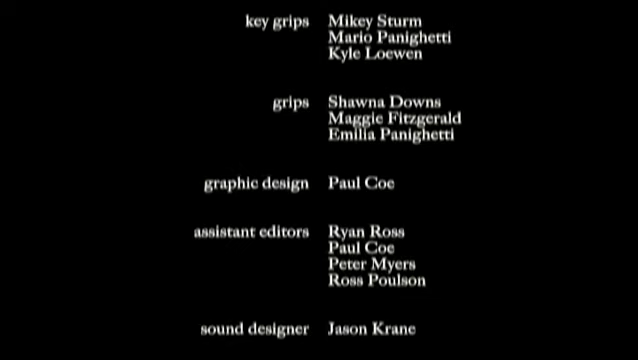 key grips Mikey Sturm
Mario Panighetti
Kyle Loewen
grips Shawna Downs
Maggie Fitzgerald
Emilia Panighetti
graphic design Paul Coe
assistant editors Ryan Ross
Paul Coe
Peter Myers
Ross Poulson
sound designer Jason Krane